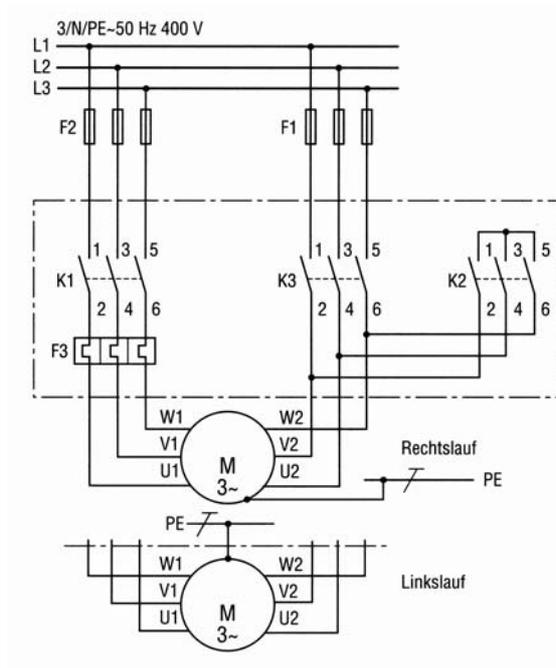 3/N/PE~50 Hz 400 V
L1
L2
L3
F2 F1
1 3 5 1 3 5 1 3 5
K1 K3 K2
2 4 6 2 4 6 2 4 6
F3
W1 W2
V1 V2
U1 U2
M
3~
Rechtslauf
PE
PE
W1 W2
V1 V2
U1 U2
M
3~
Linkslauf